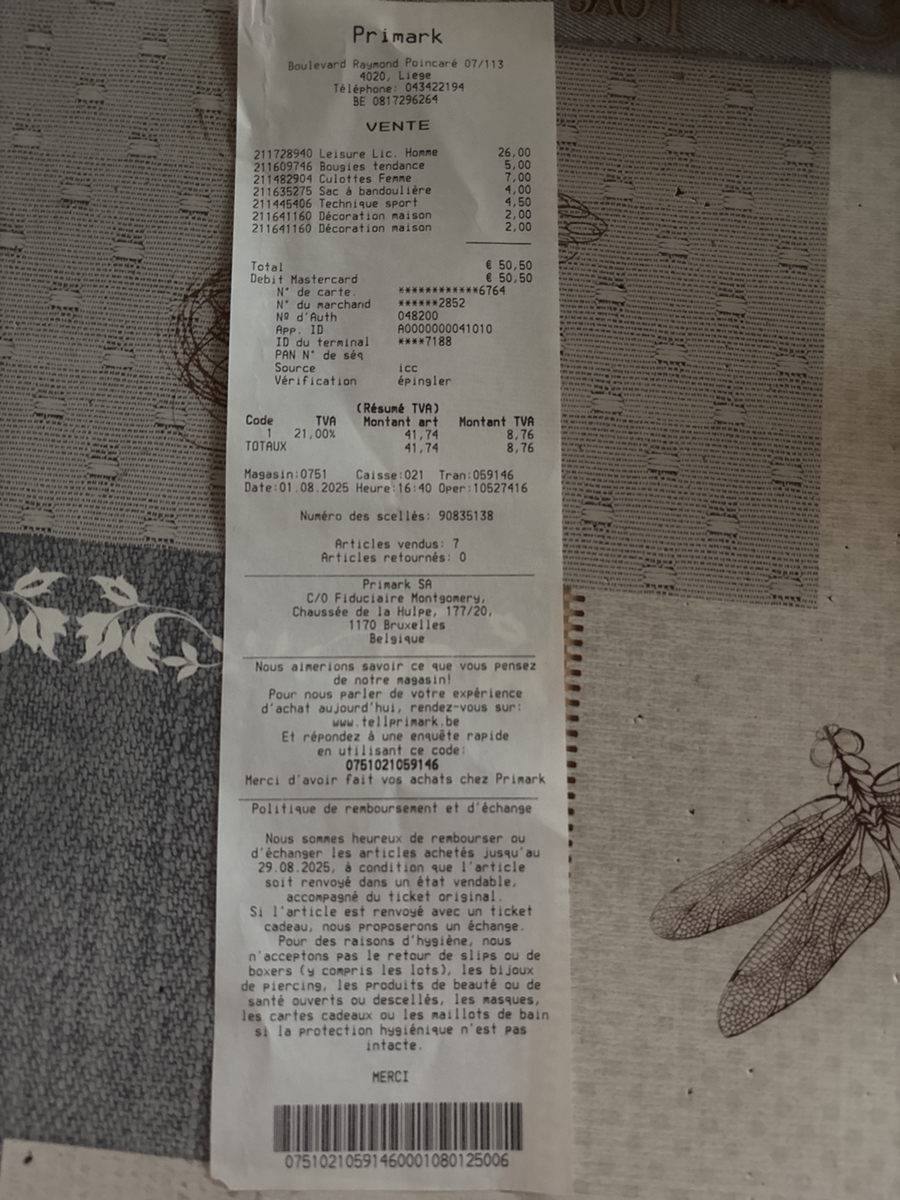 Primark
Boulevard Raymond Poincaré 07/113
4020, Liege
Téléphone: 043422194
BE 0817296264
VENTE
211728940 Leisure Lic. Homme 26,00
211609746 Bougies tendance 5,00
211482904 Culottes Femme 7,00
211635275 Sac à bandoulière 4,00
211445406 Technique sport 4,50
211641160 Décoration maison 2,00
211641160 Décoration maison 2,00
Total € 50,50
Debit Mastercard € 50,50
N° de carte. ************6764
N° du marchand ******2852
Nº d'Auth 048200
App. ID A0000000041010
ID du terminal ****7188
PAN N° de séq
Source icc
Vérification épingler
(Résumé TVA)
Code TVA Montant art Montant TVA
1 21,00% 41,74 8,76
TOTAUX 41,74 8,76
Magasin:0751 Caisse:021 Tran:059146
Date:01.08.2025 Heure:16:40 Oper:10527416
Numéro des scellés: 90835138
Articles vendus: 7
Articles retournés: 0
Primark SA
C/O Fiduciaire Montgomery,
Chaussée de la Hulpe, 177/20,
1170 Bruxelles
Belgique
Nous aimerions savoir ce que vous pensez
de notre magasin!
Pour nous parler de votre expérience
d'achat aujourd'hui, rendez-vous sur:
www.tellprimark.be
Et répondez à une enquête rapide
en utilisant ce code:
0751021059146
Merci d'avoir fait vos achats chez Primark
Politique de remboursement et d'échange
Nous sommes heureux de rembourser ou
d'échanger les articles achetés jusqu'au
29.08.2025, à condition que l'article
soit renvoyé dans un état vendable,
accompagné du ticket original.
Si l'article est renvoyé avec un ticket
cadeau, nous proposerons un échange.
Pour des raisons d'hygiène, nous
n'acceptons pas le retour de slips ou de
boxers (y compris les lots), les bijoux
de piercing, les produits de beauté ou de
santé ouverts ou descellés, les masques,
les cartes cadeaux ou les maillots de bain
si la protection hygiénique n'est pas
intacte.
MERCI
0751021059146000108012500​6